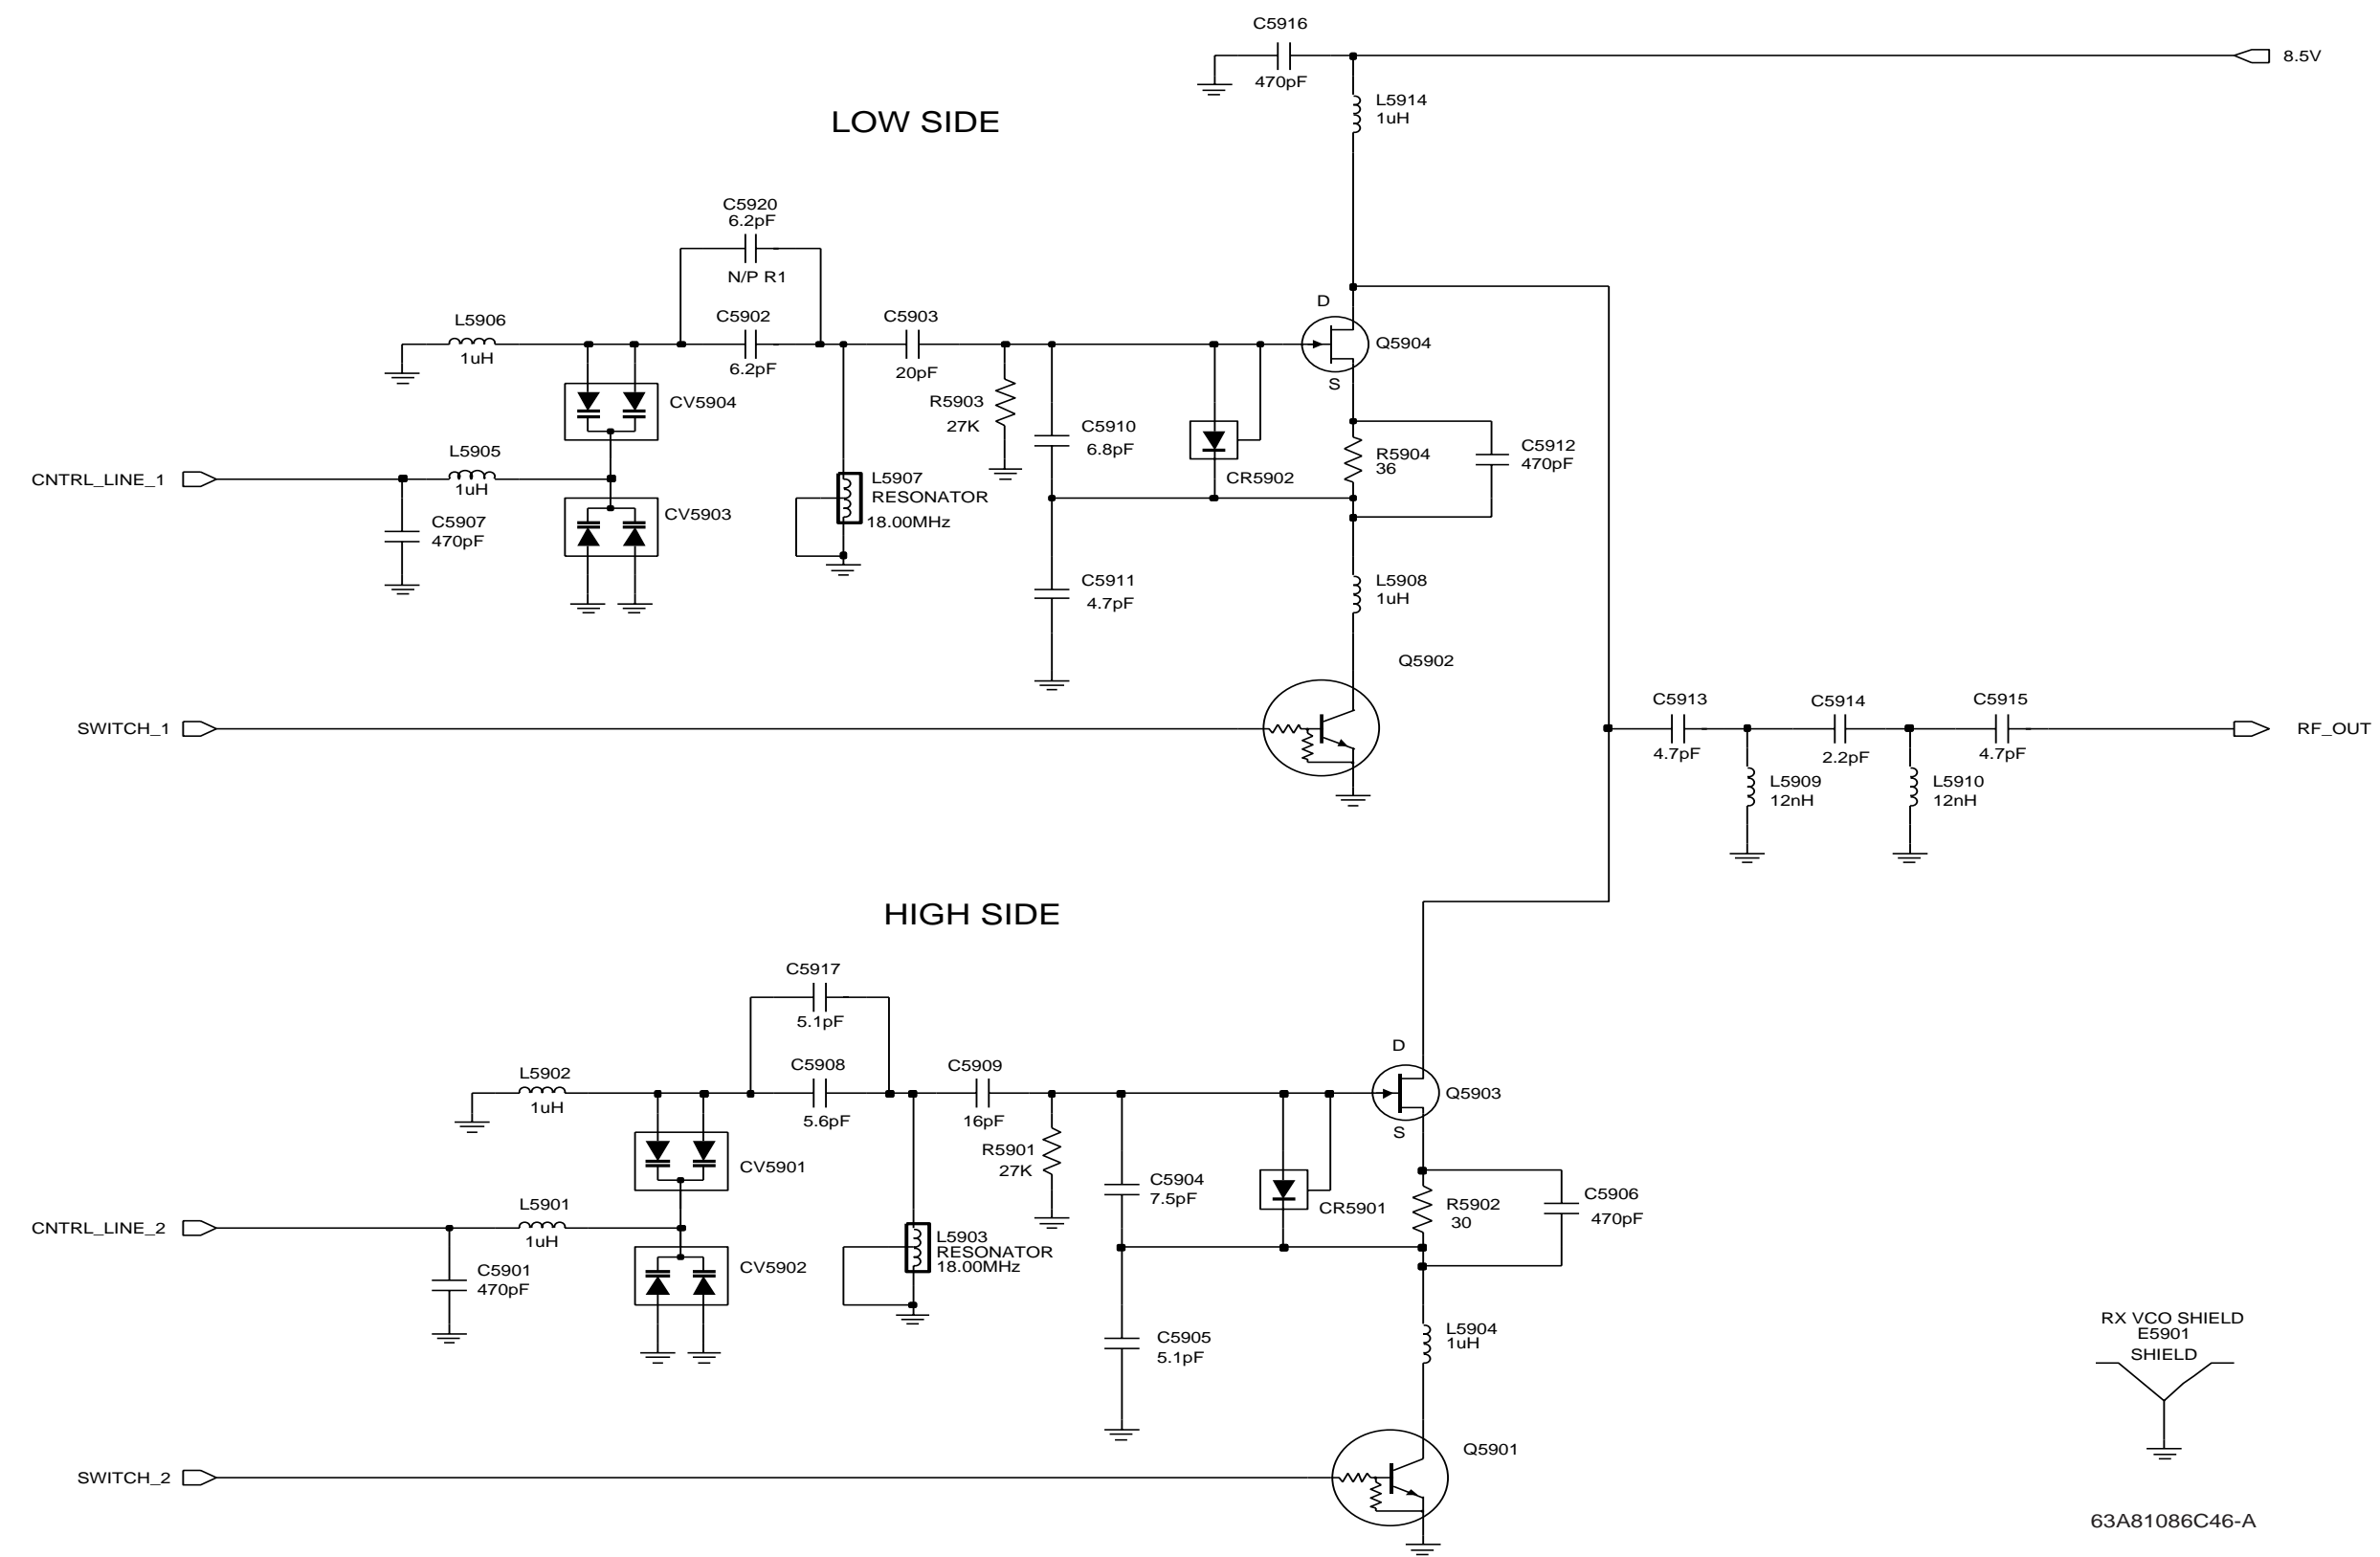 C5916
470pF
8.5V
L5914
1uH
LOW SIDE
C5920
6.2pF
N/P R1
L5906
1uH
C5902
6.2pF
C5903
20pF
D
Q5904
S
CV5904
R5903
27K
C5910
6.8pF
CR5902
R5904
36
C5912
470pF
CNTRL_LINE_1
L5905
1uH
C5907
470pF
CV5903
L5907
RESONATOR
18.00MHz
C5911
4.7pF
L5908
1uH
Q5902
SWITCH_1
C5913
4.7pF
C5914
2.2pF
C5915
4.7pF
RF_OUT
L5909
12nH
L5910
12nH
HIGH SIDE
C5917
5.1pF
L5902
1uH
C5908
5.6pF
C5909
16pF
D
Q5903
S
CV5901
R5901
27K
C5904
7.5pF
CR5901
R5902
30
C5906
470pF
CNTRL_LINE_2
L5901
1uH
C5901
470pF
CV5902
L5903
RESONATOR
18.00MHz
C5905
5.1pF
L5904
1uH
RX VCO SHIELD
E5901
SHIELD
Q5901
SWITCH_2
63A81086C46-A